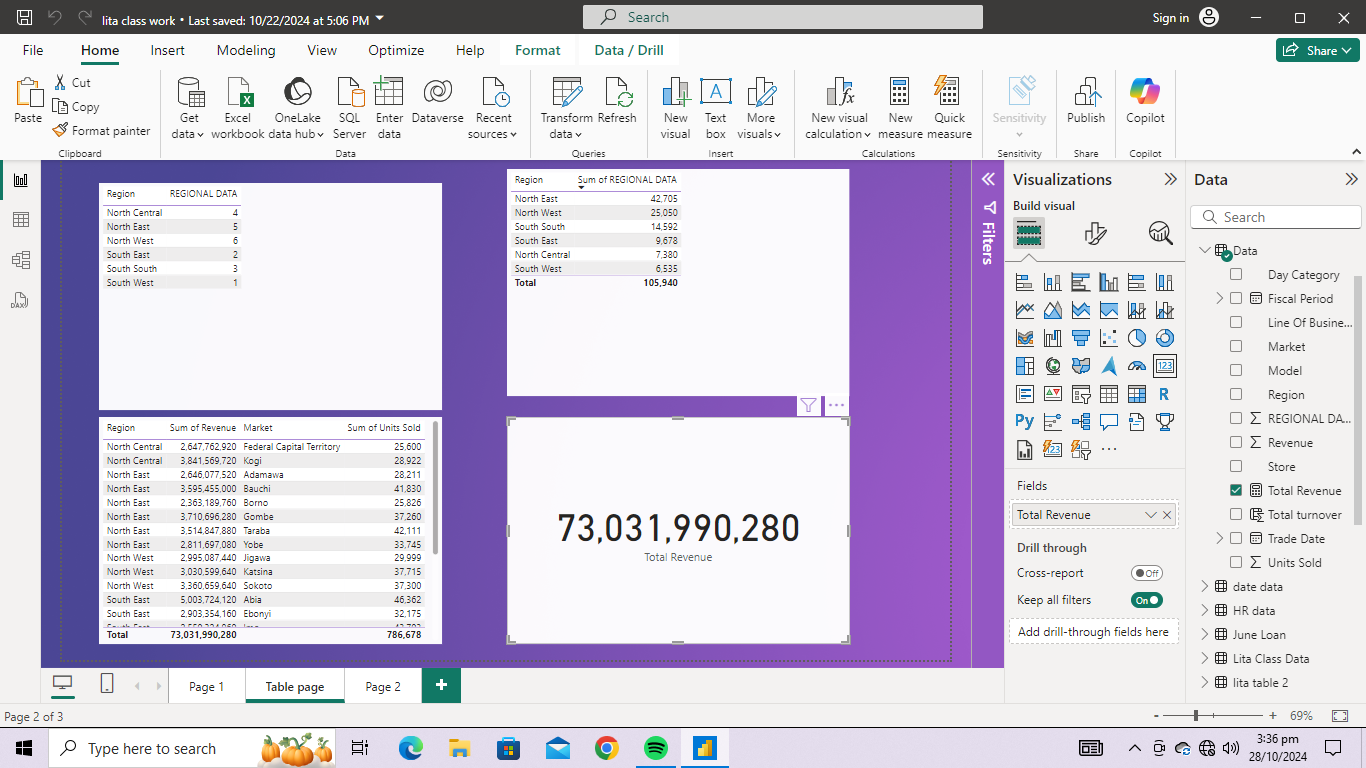 lita class work • Last saved: 10/22/2024 at 5:06 PM
Search
Sign in
File Home Insert Modeling View Optimize Help Format Data / Drill
Share
Paste
Cut
Copy
Format painter
Clipboard
Get data
Excel workbook
OneLake data hub
SQL Server
Enter data
Dataverse
Recent sources
Data
Transform data
Refresh
Queries
New visual
Text box
More visuals
Insert
New visual calculation
New measure
Quick measure
Calculations
Sensitivity
Sensitivity
Publish
Share
Copilot
Copilot
Region REGIONAL DATA
North Central 4
North East 5
North West 6
South East 2
South South 3
South West 1
Region Sum of REGIONAL DATA
North East 42,705
North West 25,050
South South 14,592
South East 9,678
North Central 7,380
South West 6,535
Total 105,940
Region Sum of Revenue Market Sum of Units Sold
North Central 2,647,762,920 Federal Capital Territory 25,600
North Central 3,841,569,720 Kogi 28,922
North East 2,646,077,520 Adamawa 28,211
North East 3,595,455,000 Bauchi 41,830
North East 2,363,189,760 Borno 25,826
North East 3,710,696,280 Gombe 37,260
North East 3,514,847,880 Taraba 42,111
North East 2,811,697,080 Yobe 33,745
North West 2,995,087,440 Jigawa 29,999
North West 3,030,599,640 Katsina 37,715
North West 3,360,659,640 Sokoto 37,300
South East 5,003,724,120 Abia 46,362
South East 2,903,354,160 Ebonyi 32,175
Total 73,031,990,280 786,678
73,031,990,280
Total Revenue
Filters
Visualizations
Build visual
123
R
Py
123
Fields
Total Revenue
Drill through
Cross-report Off
Keep all filters On
Add drill-through fields here
Data
Search
Data
Day Category
Fiscal Period
Line Of Busine...
Market
Model
Region
REGIONAL DA...
Revenue
Store
Total Revenue
Total turnover
Trade Date
Units Sold
date data
HR data
June Loan
Lita Class Data
lita table 2
Page 1 Table page Page 2
Page 2 of 3
69%
Type here to search
3:36 pm
28/10/2024